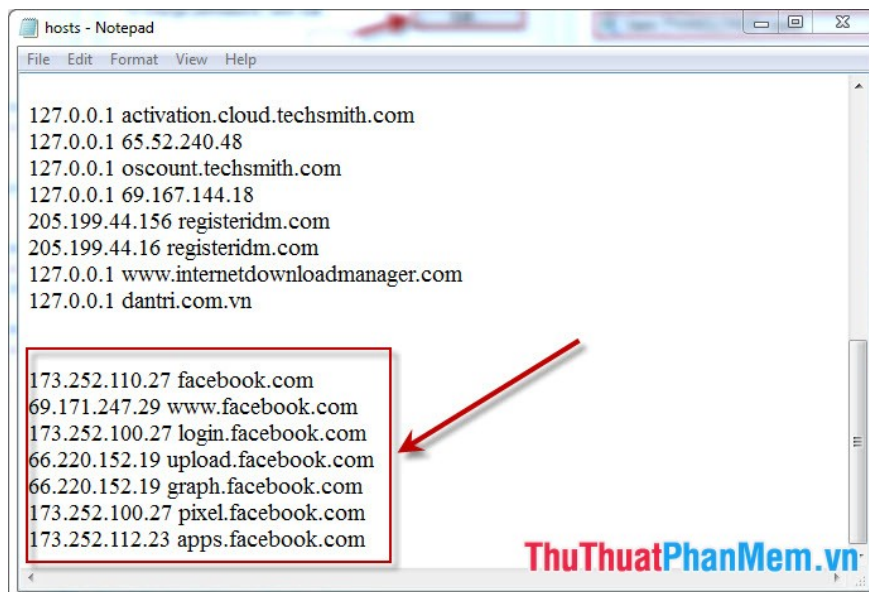 hosts - Notepad
File Edit Format View Help
127.0.0.1 activation.cloud.techsmith.com
127.0.0.1 65.52.240.48
127.0.0.1 oscount.techsmith.com
127.0.0.1 69.167.144.18
205.199.44.156 registeridm.com
205.199.44.16 registeridm.com
127.0.0.1 www.internetdownloadmanager.com
127.0.0.1 dantri.com.vn
173.252.110.27 facebook.com
69.171.247.29 www.facebook.com
173.252.100.27 login.facebook.com
66.220.152.19 upload.facebook.com
66.220.152.19 graph.facebook.com
173.252.100.27 pixel.facebook.com
173.252.112.23 apps.facebook.com
ThuThuatPhanMem.vn